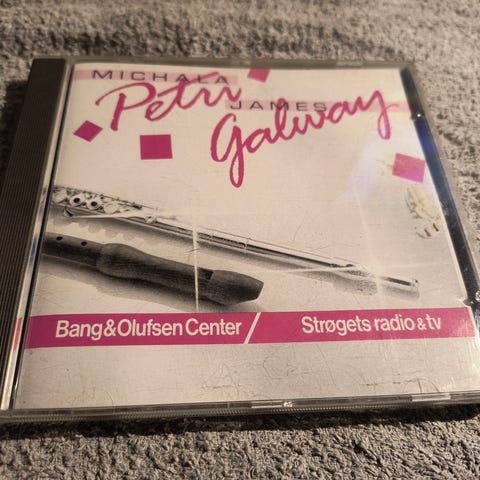 MICHALA
Petri
JAMES
Galway
Bang&Olufsen Center / Strøgets radio & tv